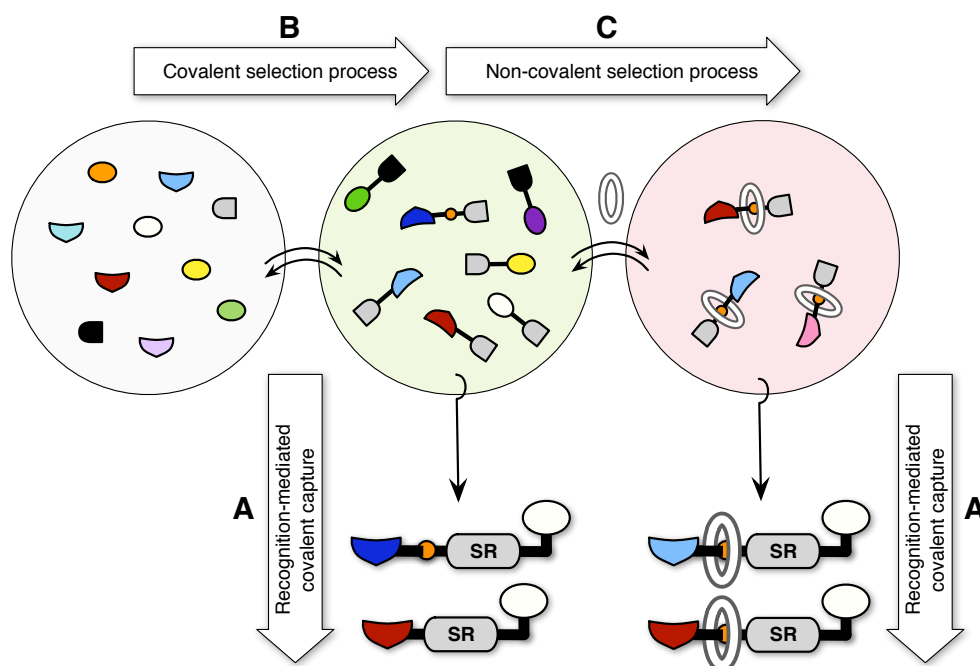 B
C
Covalent selection process
Non-covalent selection process
A
Recognition-mediated
covalent capture
SR
SR
SR
SR
Recognition-mediated
covalent capture
A